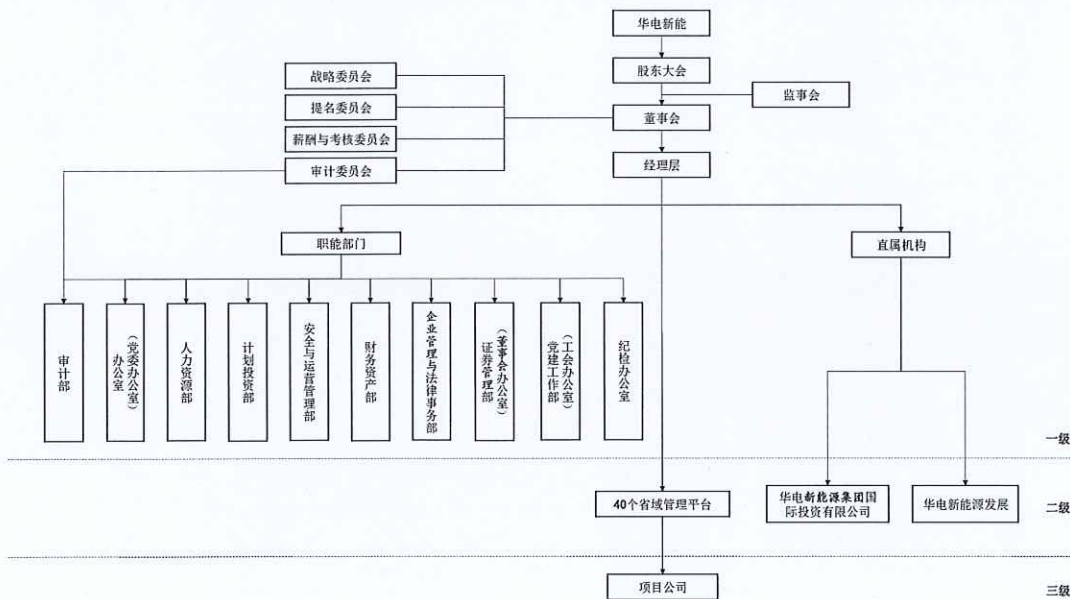 华电新能
股东大会
监事会
董事会
经理层
战略委员会
提名委员会
薪酬与考核委员会
审计委员会
职能部门
直属机构
审计部
（党委办公室）
办公室
人力资源部
计划投资部
安全与运营管理部
财务资产部
企业管理与法律事务部
（董事会办公室）
证券管理部
（工会办公室）
党建工作部
纪检办公室
一级
40个省域管理平台
华电新能源集团国
际投资有限公司
华电新能源发展
二级
项目公司
三级